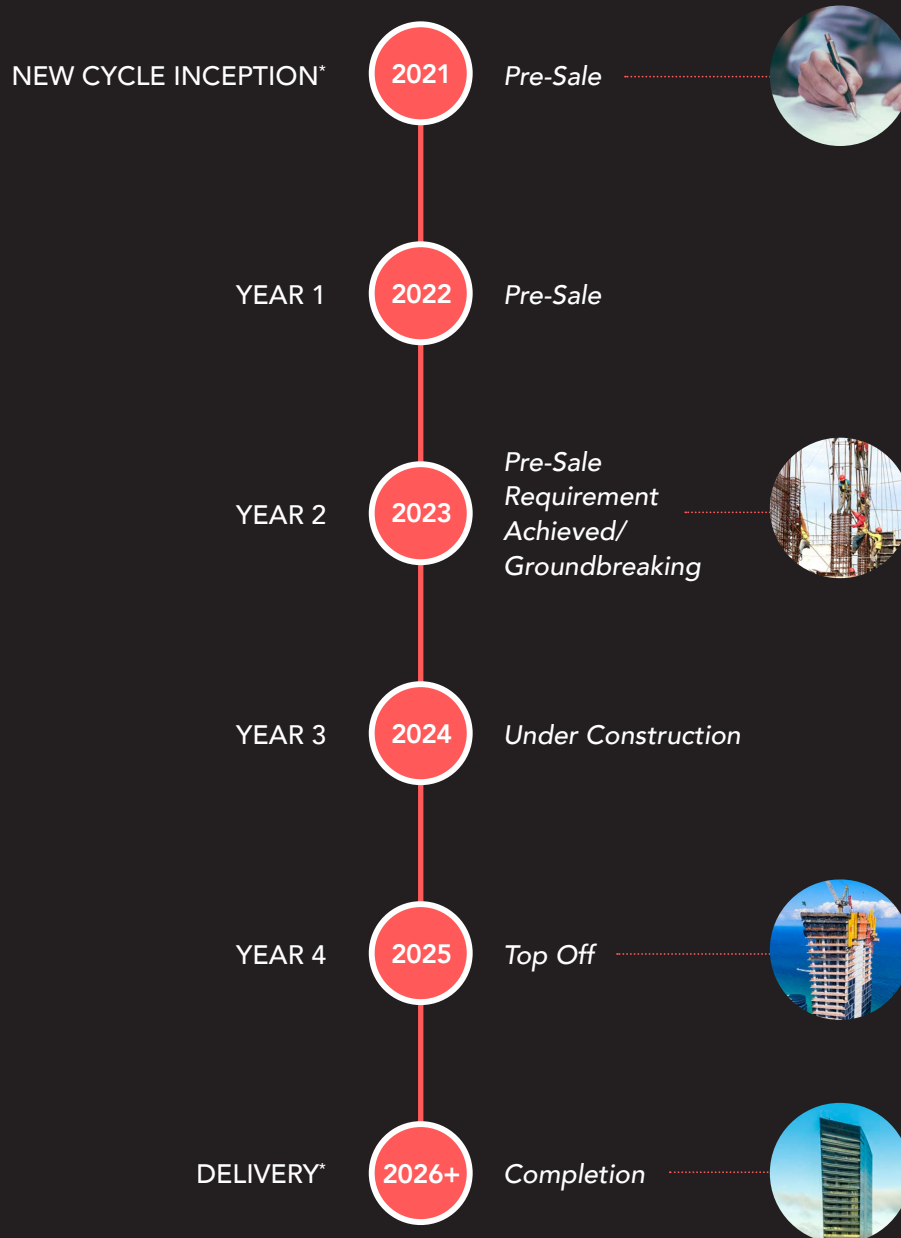 NEW CYCLE INCEPTION*
2021
Pre-Sale
YEAR 1
2022
Pre-Sale
YEAR 2
2023
Pre-Sale
Requirement
Achieved/
Groundbreaking
YEAR 3
2024
Under Construction
YEAR 4
2025
Top Off
DELIVERY*
2026+
Completion